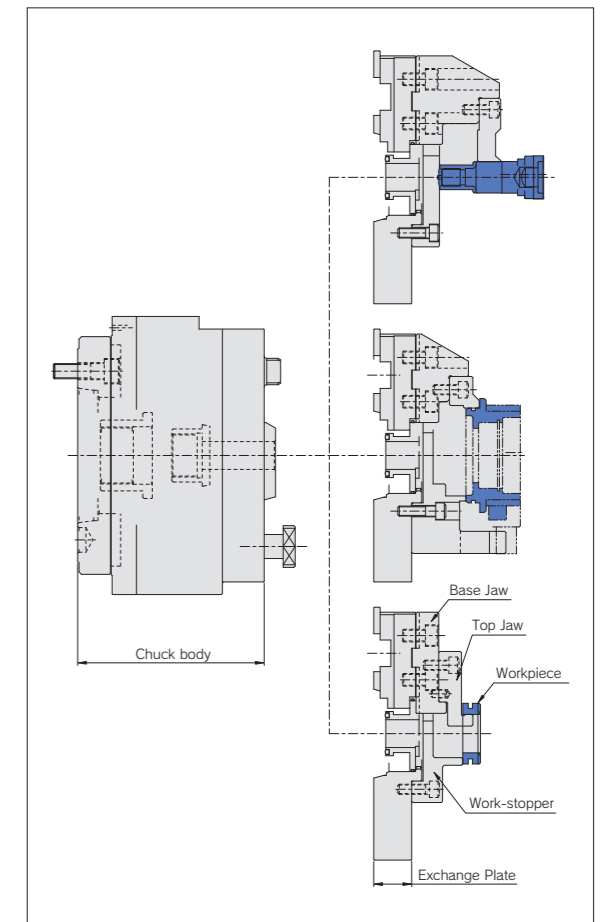 Base Jaw
Top Jaw
Chuck body
Workpiece
Work-stopper
Exchange Plate